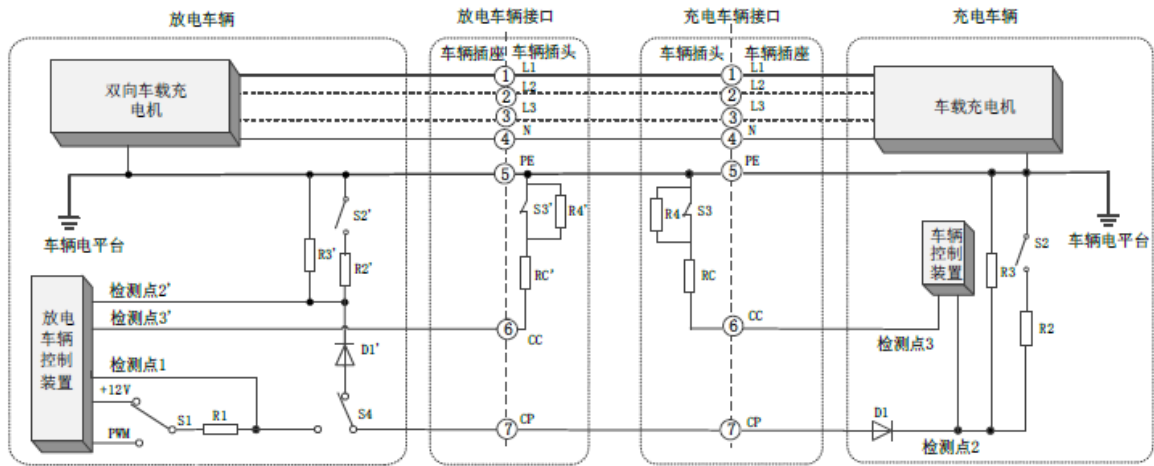 放电车辆 放电车辆接口 充电车辆接口 充电车辆
车辆插座 车辆插头 车辆插头 车辆插座
双向车载充
电机
车载充电机
1 L1 1 L1
2 L2 2 L2
3 L3 3 L3
4 N 4 N
5 PE 5 PE
S2' S3' R4' R4 S3
车辆电平台
R3' R2' RC' RC
车辆
控制
装置
R3 S2
车辆电平台
R2
放电
车辆
控制
装置
检测点2'
检测点3'
6 CC 6 CC
检测点3
D1'
检测点1
+12V
S1 R1 S4
PWM
7 CP 7 CP
D1
检测点2